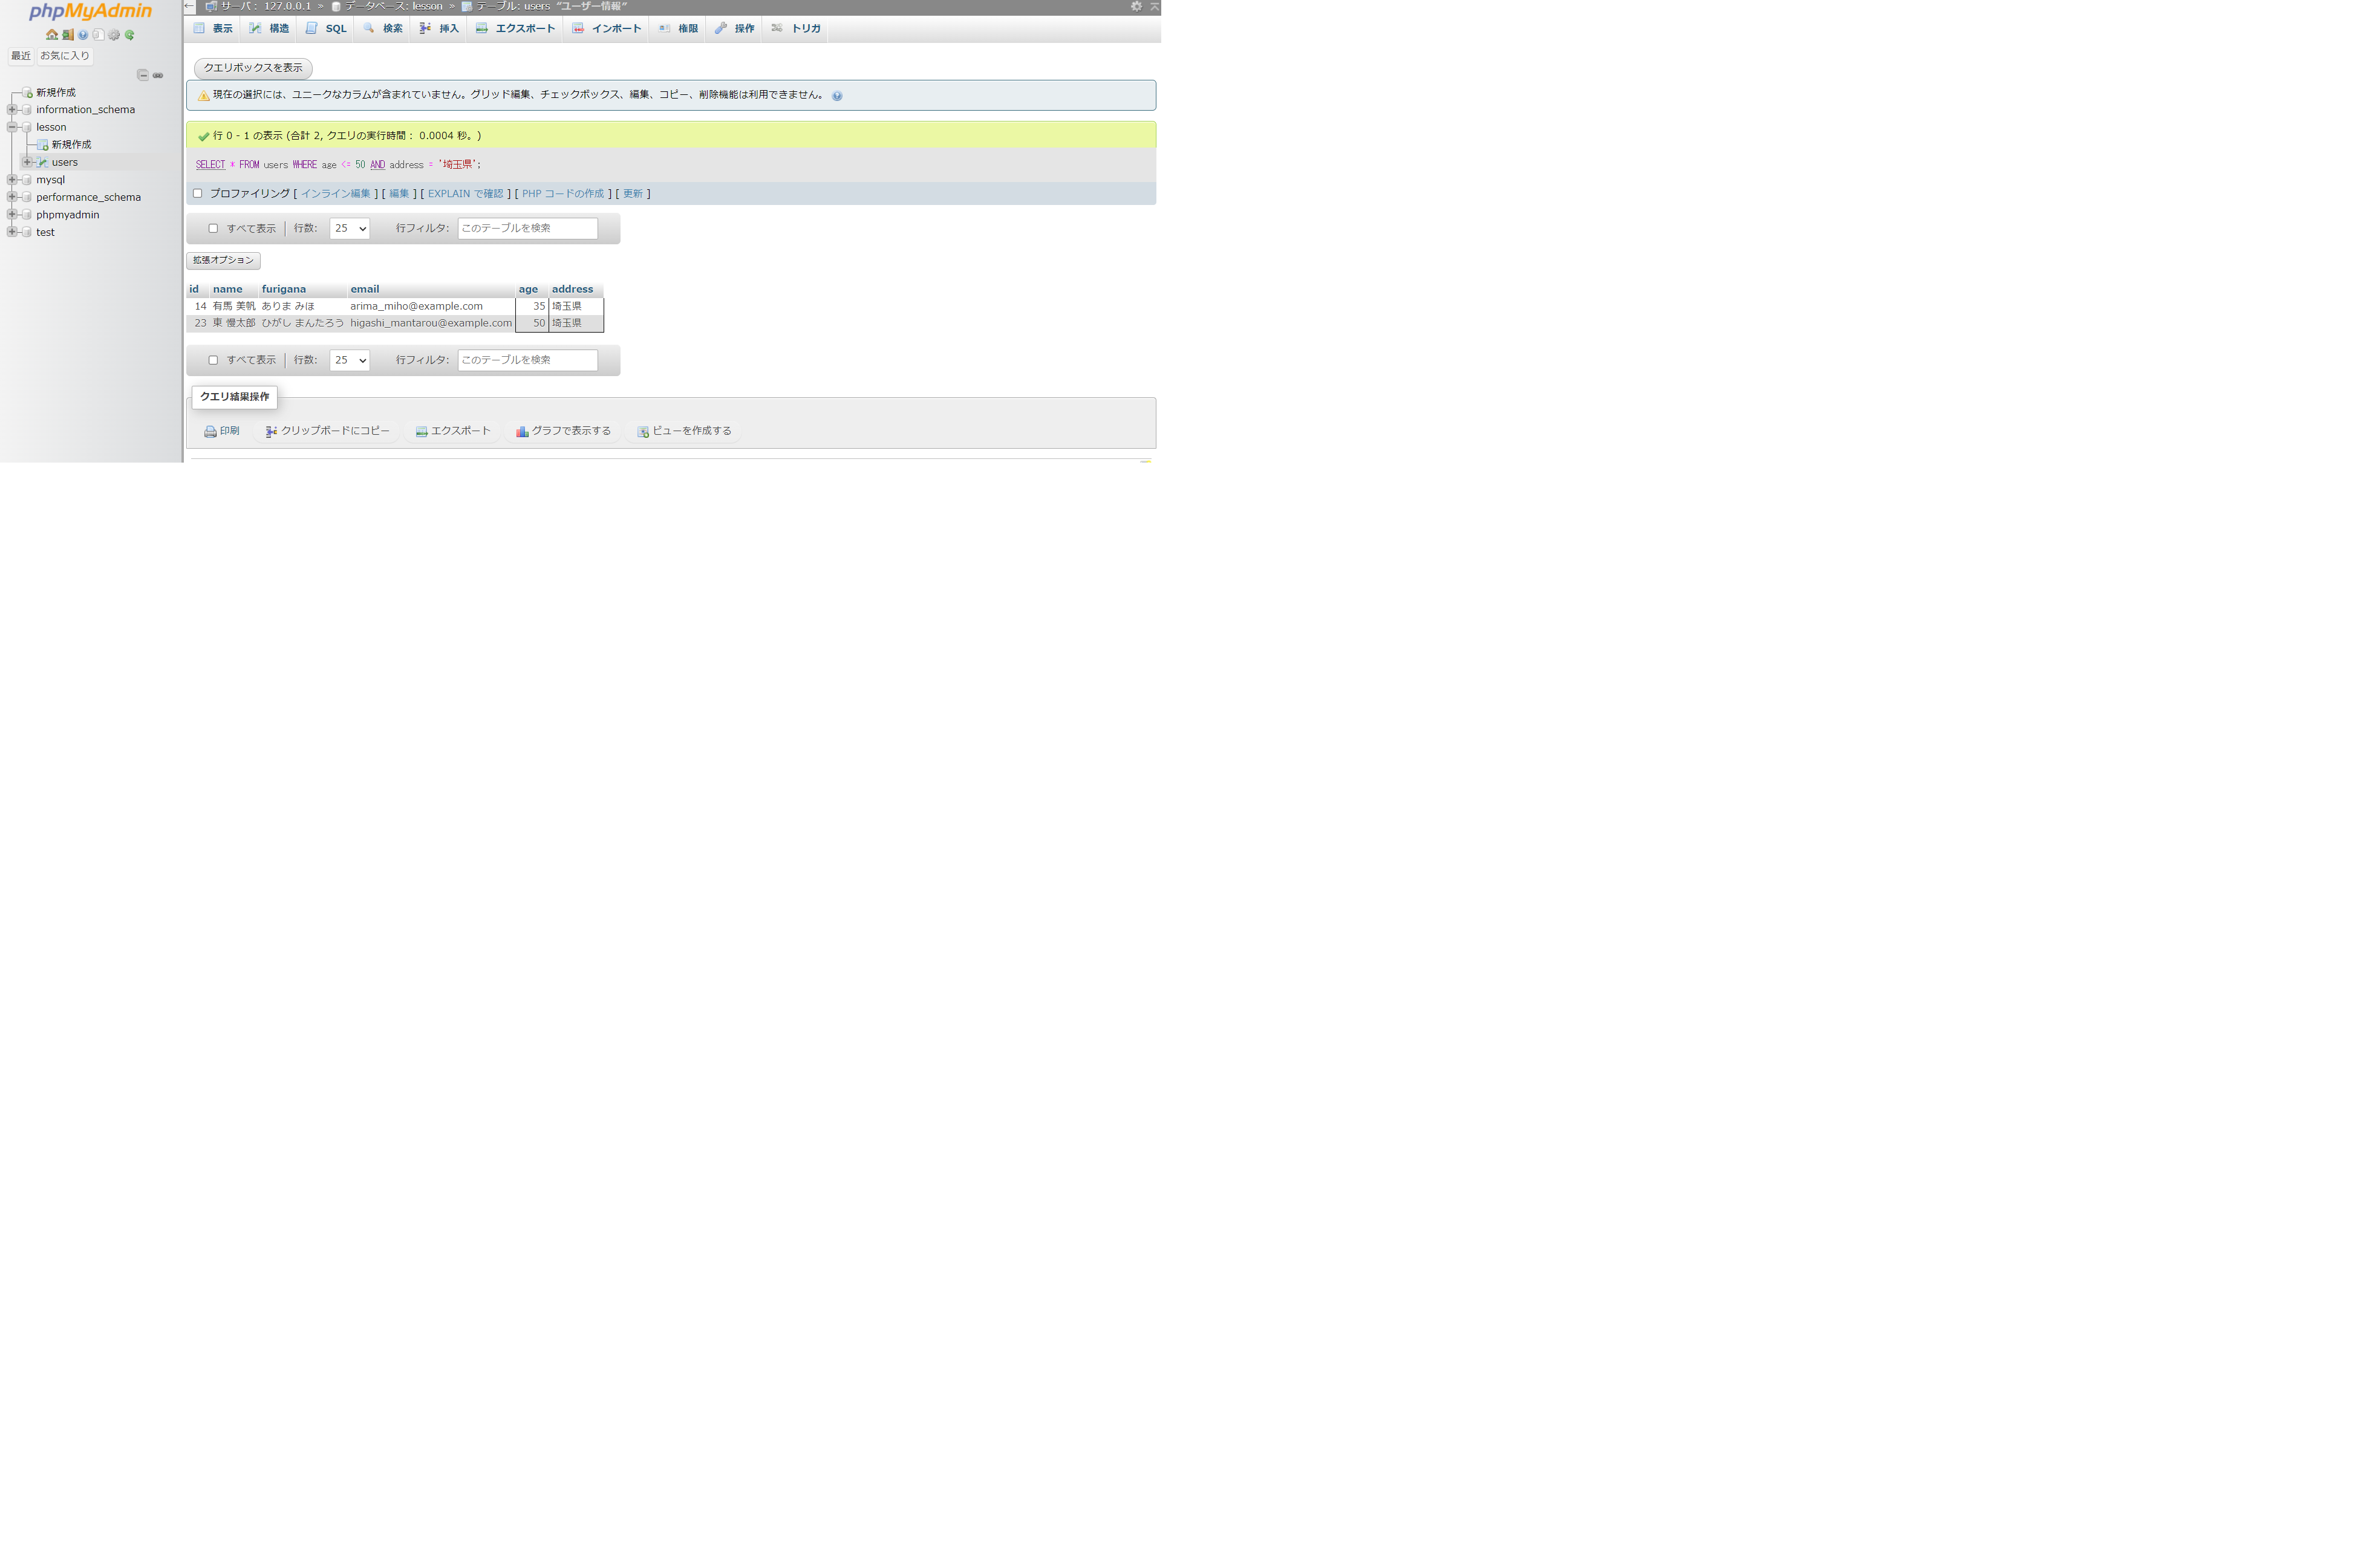 phpMyAdmin
最近 お気に入り
新規作成
information_schema
lesson
新規作成
users
mysql
performance_schema
phpmyadmin
test
サーバ: 127.0.0.1 » データベース: lesson » テーブル: users "ユーザー情報"
表示 構造 SQL 検索 挿入 エクスポート インポート 権限 操作 トリガ
クエリボックスを表示
現在の選択には、ユニークなカラムが含まれていません。グリッド編集、チェックボックス、編集、コピー、削除機能は利用できません。
行 0 - 1 の表示 (合計 2, クエリの実行時間: 0.0004 秒。)
SELECT * FROM users WHERE age <= 50 AND address = '埼玉県';
プロファイリング [ インライン編集 ] [ 編集 ] [ EXPLAIN で確認 ] [ PHP コードの作成 ] [ 更新 ]
すべて表示 行数: 25 行フィルタ: このテーブルを検索
拡張オプション
id name furigana email age address
14 有馬 美帆 ありま みほ arima_miho@example.com 35 埼玉県
23 東 慢太郎 ひがし まんたろう higashi_mantarou@example.com 50 埼玉県
すべて表示 行数: 25 行フィルタ: このテーブルを検索
クエリ結果操作
印刷 クリップボードにコピー エクスポート グラフで表示する ビューを作成する